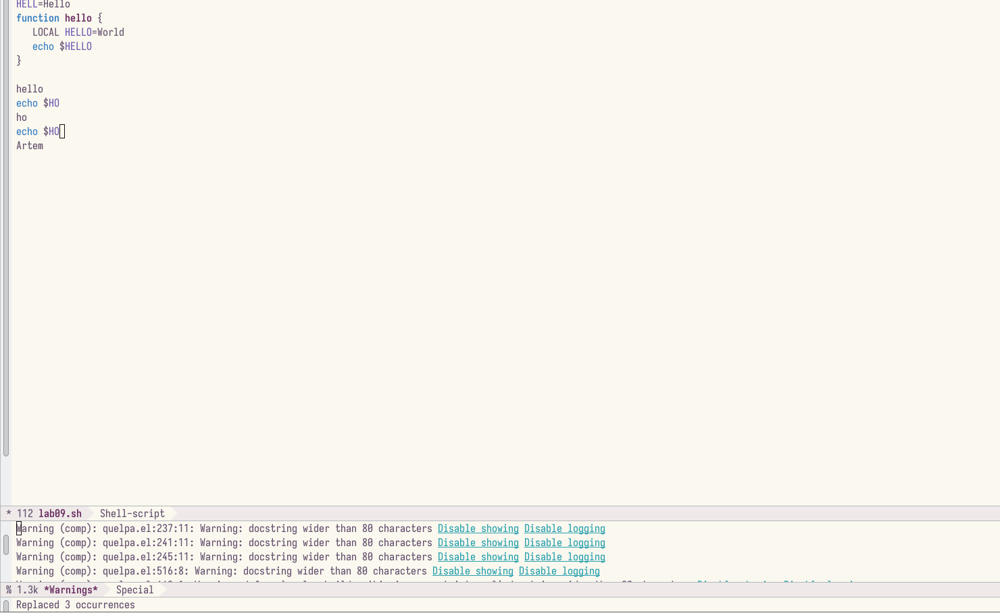 HELL=Hello
function hello {
   LOCAL HELLO=World
   echo $HELLO
}
hello
echo $HO
ho
echo $HO
Artem
* 112 lab09.sh Shell-script
Warning (comp): quelpa.el:237:11: Warning: docstring wider than 80 characters Disable showing Disable logging
Warning (comp): quelpa.el:241:11: Warning: docstring wider than 80 characters Disable showing Disable logging
Warning (comp): quelpa.el:245:11: Warning: docstring wider than 80 characters Disable showing Disable logging
Warning (comp): quelpa.el:516:8: Warning: docstring wider than 80 characters Disable showing Disable logging
% 1.3k *Warnings* Special
Replaced 3 occurrences